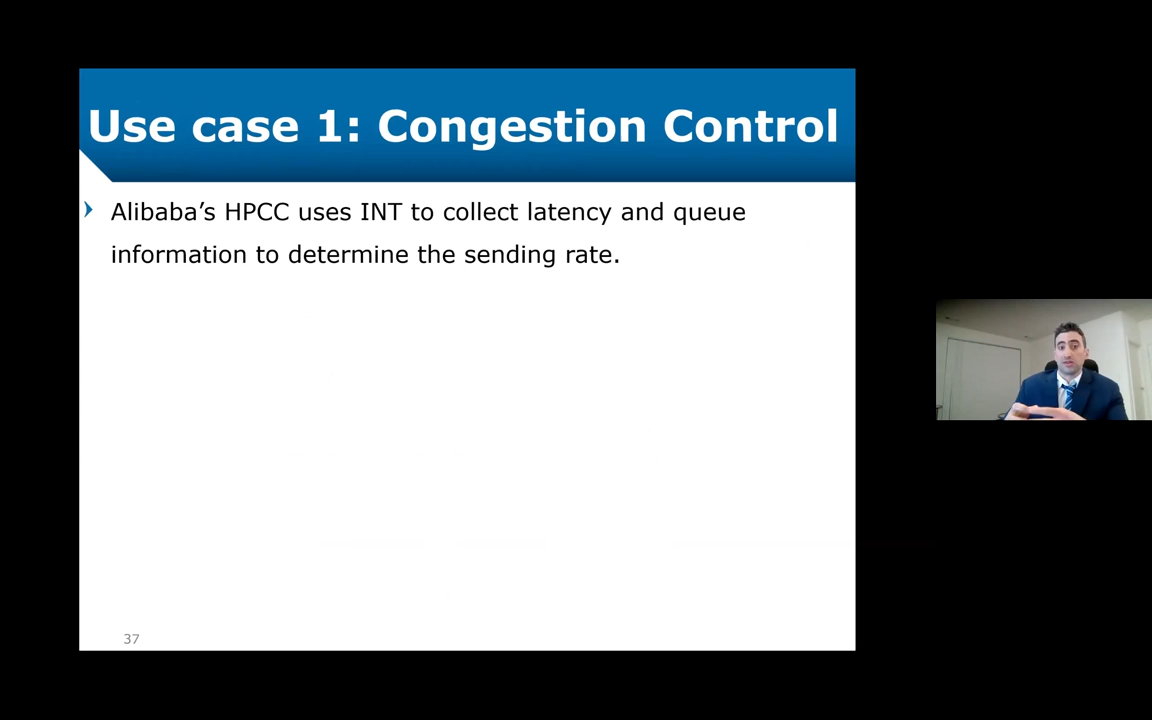 Use case 1: Congestion Control
Alibaba’s HPCC uses INT to collect latency and queue
information to determine the sending rate.
37